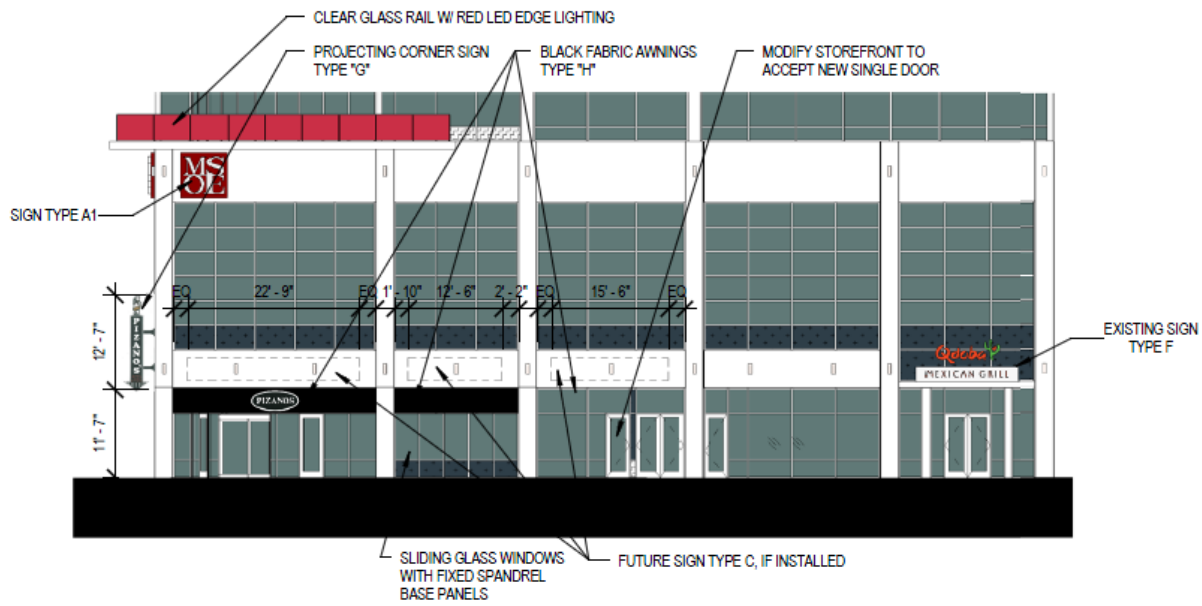 CLEAR GLASS RAIL W/ RED LED EDGE LIGHTING
PROJECTING CORNER SIGN
TYPE "G"
BLACK FABRIC AWNINGS
TYPE "H"
MODIFY STOREFRONT TO
ACCEPT NEW SINGLE DOOR
MS
OE
SIGN TYPE A1
EQ 22' - 9" EQ 1' - 10" 12' - 6" 2' - 2" EQ 15' - 6" EQ
12' - 7"
PIZANOS
EXISTING SIGN
TYPE F
Qdoba
MEXICAN GRILL
PIZANOS
11' - 7"
SLIDING GLASS WINDOWS
WITH FIXED SPANDREL
BASE PANELS
FUTURE SIGN TYPE C, IF INSTALLED